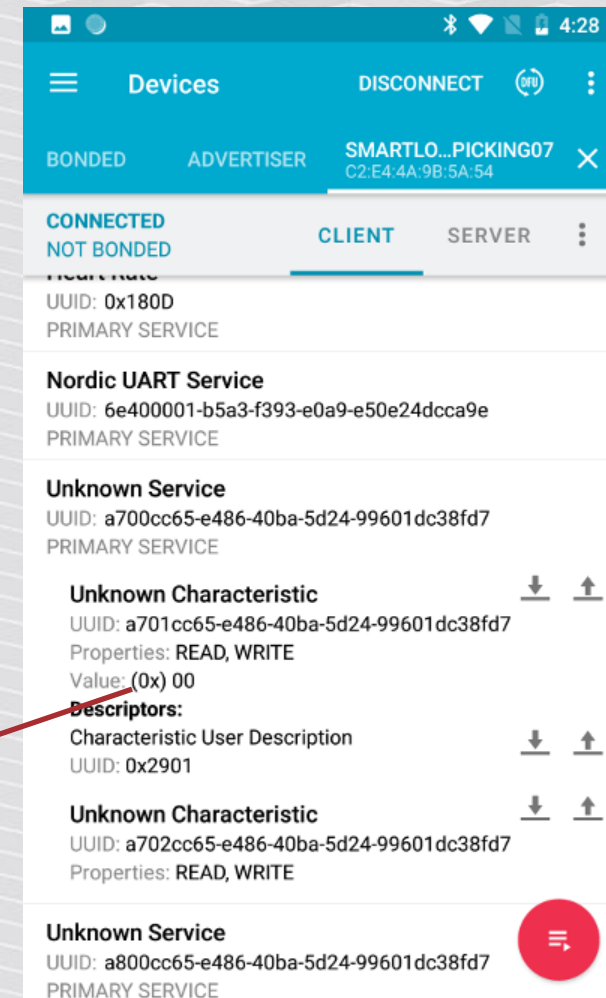 4:28
Devices
DISCONNECT
DFU
BONDED
ADVERTISER
SMARTLO...PICKING07
C2:E4:4A:9B:5A:54
CONNECTED
NOT BONDED
CLIENT
SERVER
Heart Rate
UUID: 0x180D
PRIMARY SERVICE
Nordic UART Service
UUID: 6e400001-b5a3-f393-e0a9-e50e24dcca9e
PRIMARY SERVICE
Unknown Service
UUID: a700cc65-e486-40ba-5d24-99601dc38fd7
PRIMARY SERVICE
Unknown Characteristic
UUID: a701cc65-e486-40ba-5d24-99601dc38fd7
Properties: READ, WRITE
Value: (0x) 00
Descriptors:
Characteristic User Description
UUID: 0x2901
Unknown Characteristic
UUID: a702cc65-e486-40ba-5d24-99601dc38fd7
Properties: READ, WRITE
Unknown Service
UUID: a800cc65-e486-40ba-5d24-99601dc38fd7
PRIMARY SERVICE